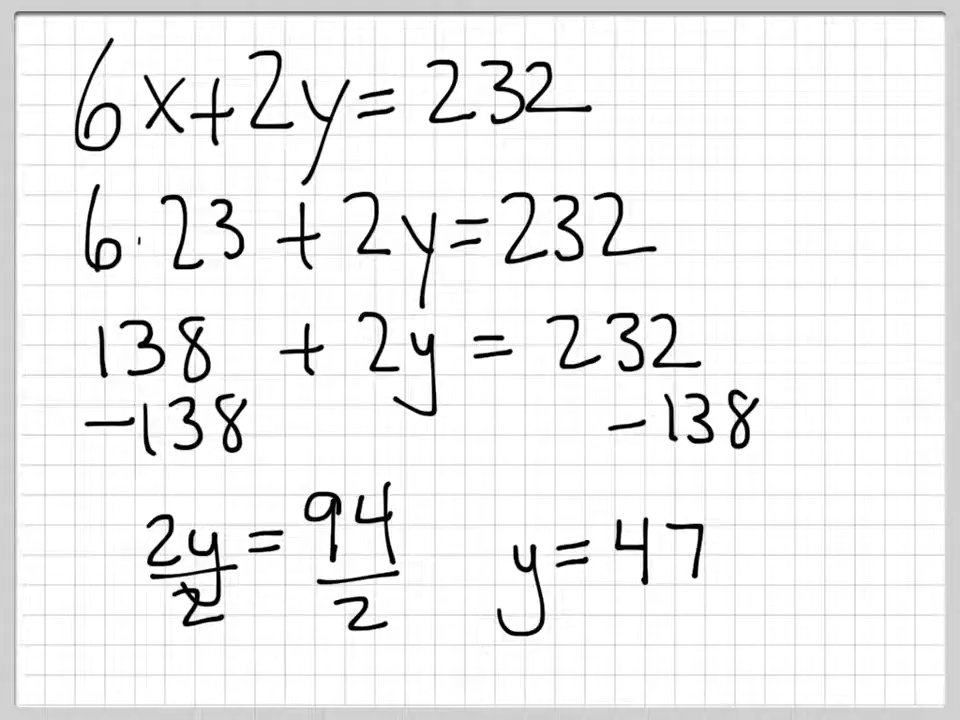 6x+2y=232
6·23 + 2y=232
138 + 2y = 232
-138 -138
2y/2 = 94/2 y=47